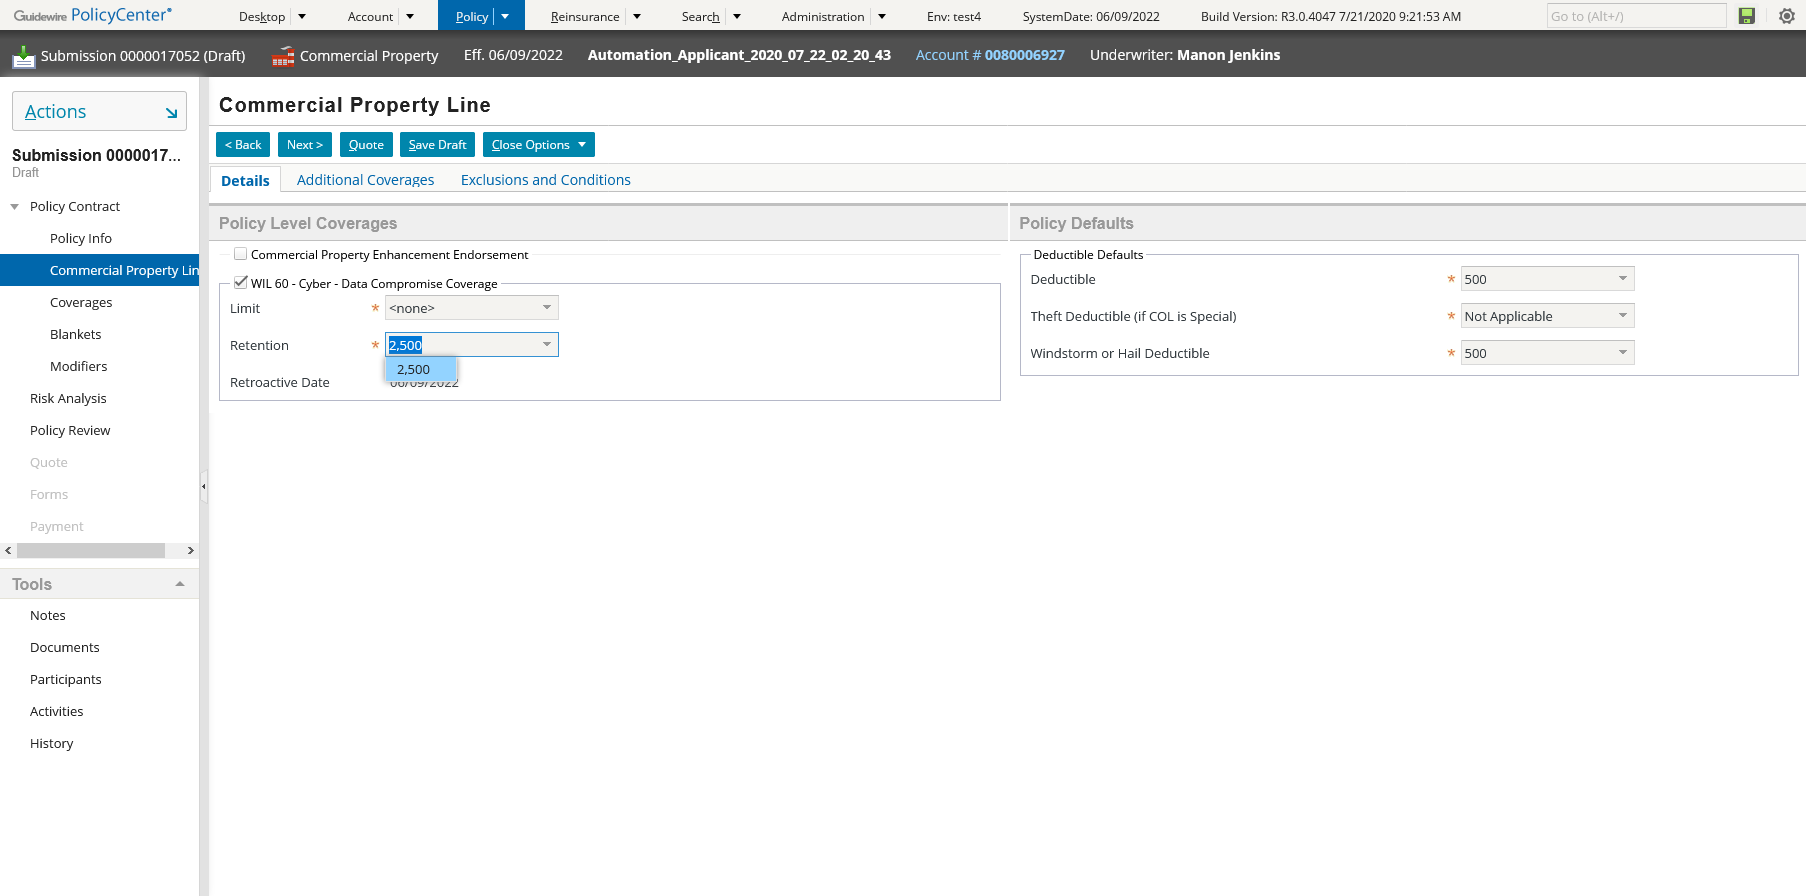 Guidewire PolicyCenter®
Desktop
Account
Policy
Reinsurance
Search
Administration
Env: test4
SystemDate: 06/09/2022
Build Version: R3.0.4047 7/21/2020 9:21:53 AM
Go to (Alt+/)
Submission 0000017052 (Draft)
Commercial Property
Eff. 06/09/2022
Automation_Applicant_2020_07_22_02_20_43
Account # 0080006927
Underwriter: Manon Jenkins
Actions
Submission 0000017...
Draft
Policy Contract
Policy Info
Commercial Property Lin
Coverages
Blankets
Modifiers
Risk Analysis
Policy Review
Quote
Forms
Payment
Tools
Notes
Documents
Participants
Activities
History
Commercial Property Line
< Back
Next >
Quote
Save Draft
Close Options
Details
Additional Coverages
Exclusions and Conditions
Policy Level Coverages
Commercial Property Enhancement Endorsement
WIL 60 - Cyber - Data Compromise Coverage
Limit * <none>
Retention * 2,500
2,500
Retroactive Date 06/09/2022
Policy Defaults
Deductible Defaults
Deductible * 500
Theft Deductible (if COL is Special) * Not Applicable
Windstorm or Hail Deductible * 500